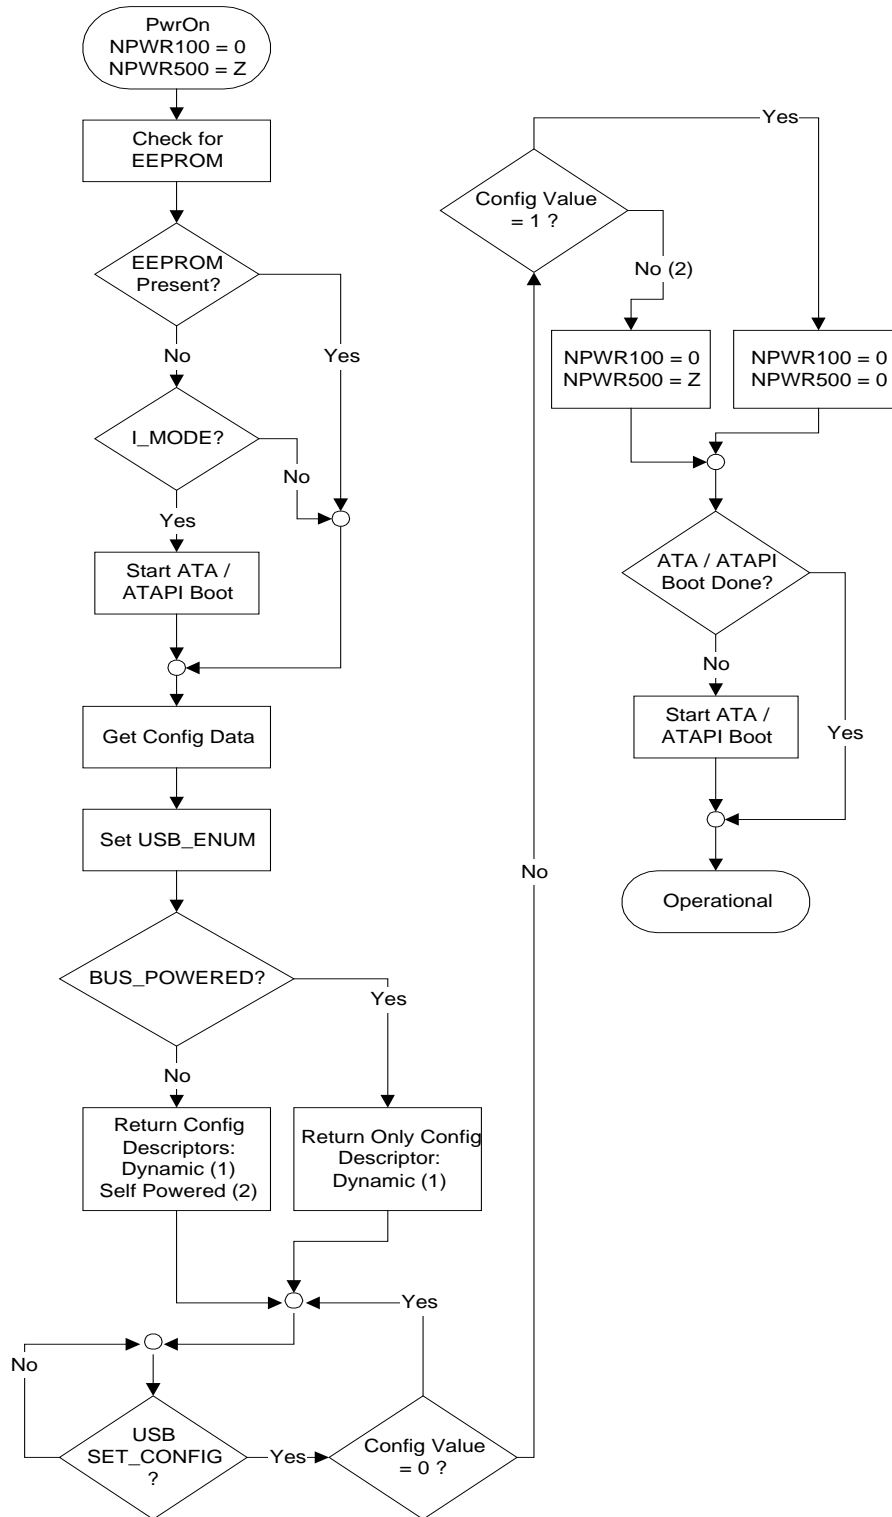 PwrOn
NPWR100 = 0
NPWR500 = Z
Check for
EEPROM
EEPROM
Present?
No
Yes
I_MODE?
No
Yes
Start ATA /
ATAPI Boot
Get Config Data
Set USB_ENUM
BUS_POWERED?
Yes
No
Return Config
Descriptors:
Dynamic (1)
Self Powered (2)
Return Only Config
Descriptor:
Dynamic (1)
Yes
No
USB
SET_CONFIG
?
Yes
Config Value
= 0 ?
No
Yes
Config Value
= 1 ?
No (2)
NPWR100 = 0
NPWR500 = Z
NPWR100 = 0
NPWR500 = 0
ATA / ATAPI
Boot Done?
No
Yes
Start ATA /
ATAPI Boot
Operational